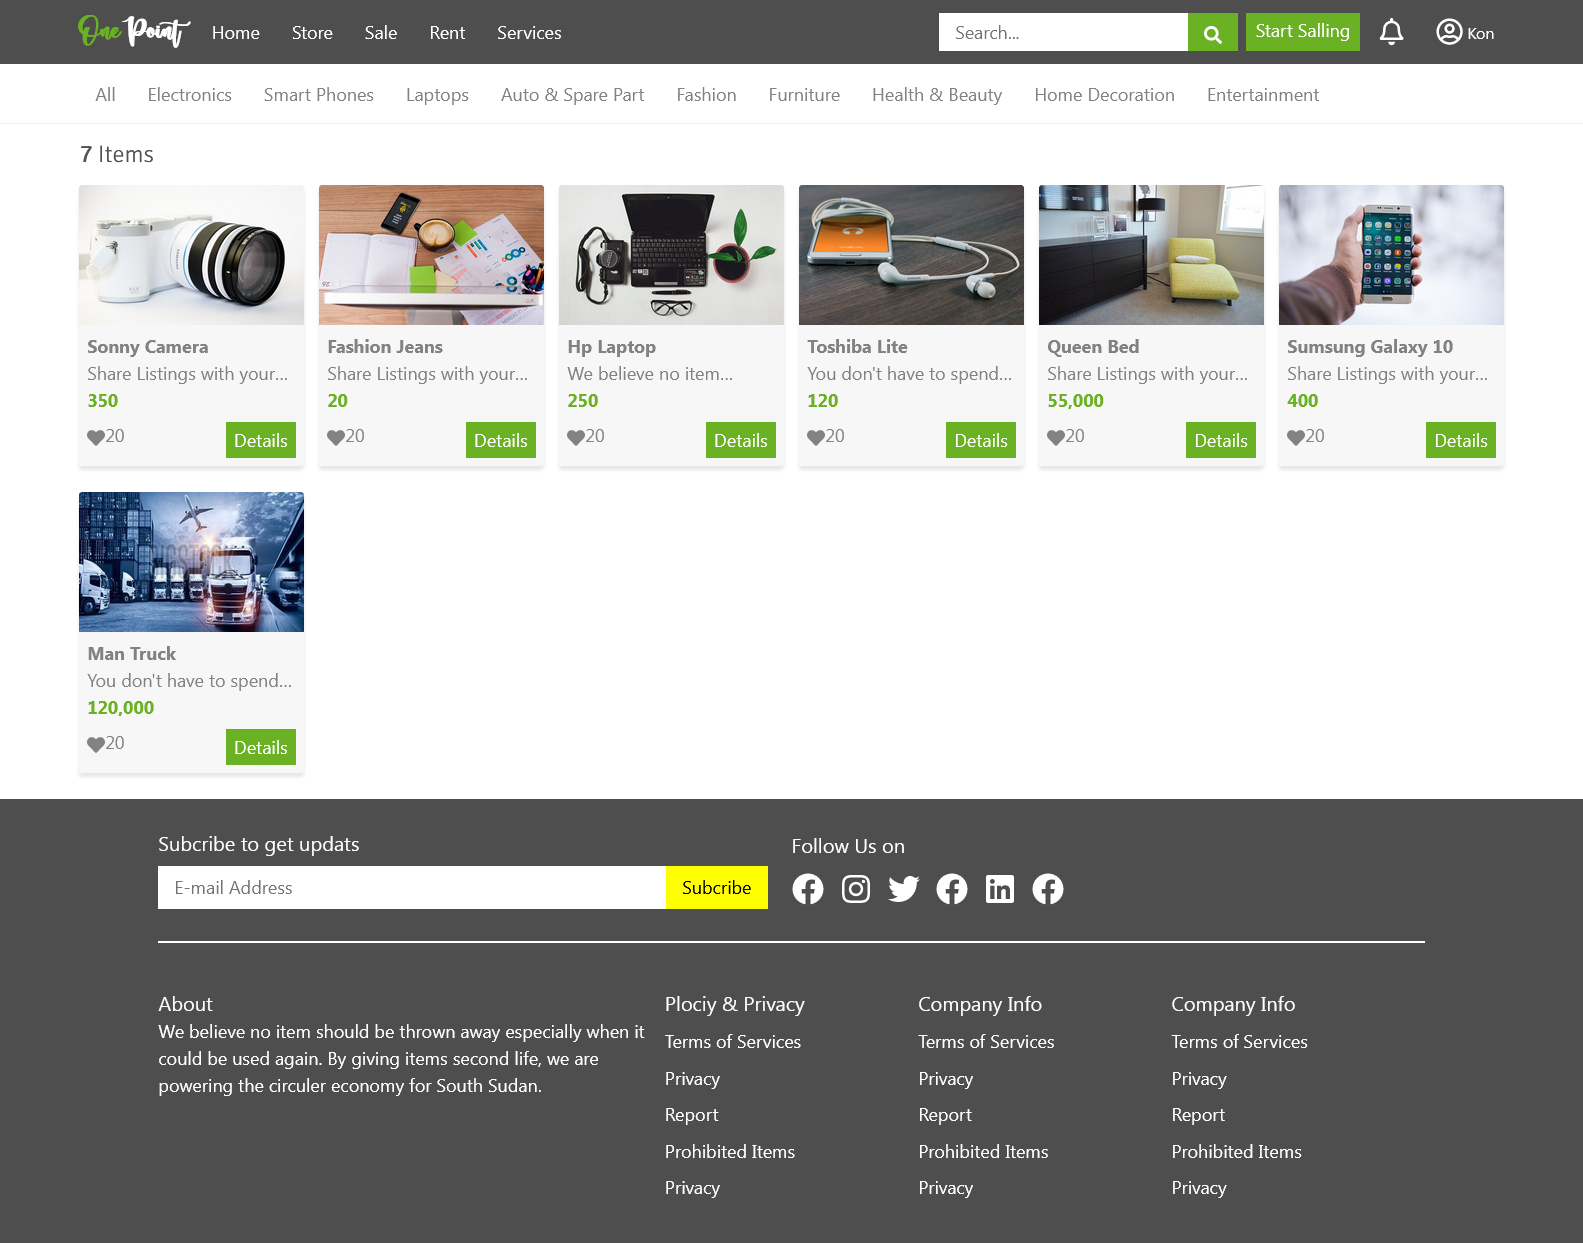 One Point Home Store Sale Rent Services Search... Start Salling Kon
All Electronics Smart Phones Laptops Auto & Spare Part Fashion Furniture Health & Beauty Home Decoration Entertainment
7 Items
Sonny Camera
Share Listings with your...
350
20 Details
Fashion Jeans
Share Listings with your...
20
20 Details
Hp Laptop
We believe no item...
250
20 Details
Toshiba Lite
You don't have to spend...
120
20 Details
Queen Bed
Share Listings with your...
55,000
20 Details
Sumsung Galaxy 10
Share Listings with your...
400
20 Details
Man Truck
You don't have to spend...
120,000
20 Details
Subcribe to get updats
E-mail Address Subcribe
Follow Us on
About
We believe no item should be thrown away especially when it
could be used again. By giving items second life, we are
powering the circuler economy for South Sudan.
Plociy & Privacy
Terms of Services
Privacy
Report
Prohibited Items
Privacy
Company Info
Terms of Services
Privacy
Report
Prohibited Items
Privacy
Company Info
Terms of Services
Privacy
Report
Prohibited Items
Privacy